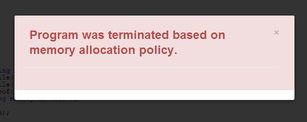 Program was terminated based on
memory allocation policy.
×